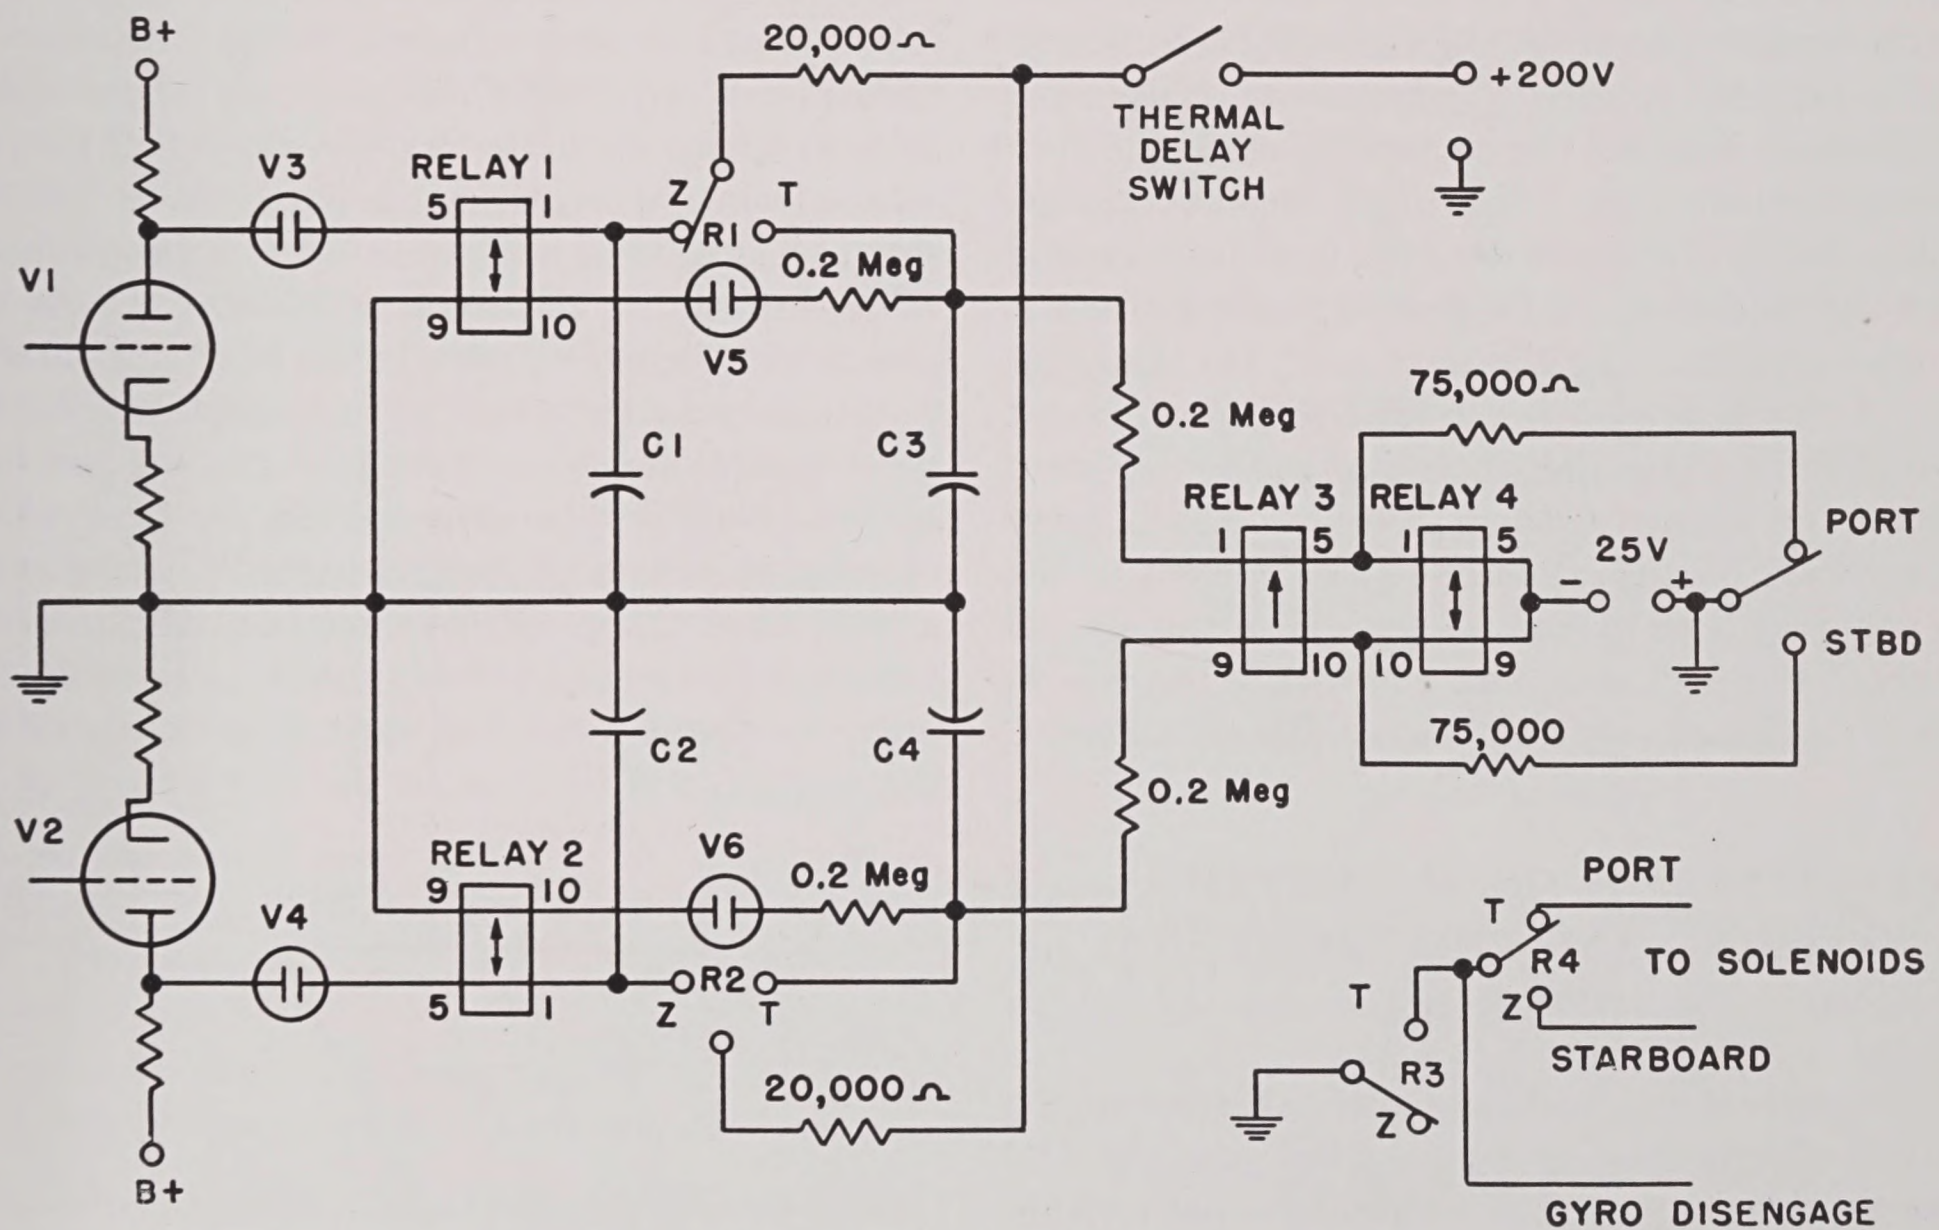 B+
20,000Ω
+200V
THERMAL
DELAY
SWITCH
V3
RELAY 1
5
1
Z
T
R1
0.2 Meg
V1
9
10
V5
75,000Ω
0.2 Meg
C1
C3
RELAY 3
RELAY 4
1
5
1
5
25V
PORT
-
+
STBD
9
10
10
9
C2
C4
75,000
0.2 Meg
V2
RELAY 2
V6
0.2 Meg
9
10
V4
5
1
R2
Z
T
20,000Ω
B+
PORT
T
R4
TO SOLENOIDS
T
Z
STARBOARD
R3
Z
GYRO DISENGAGE